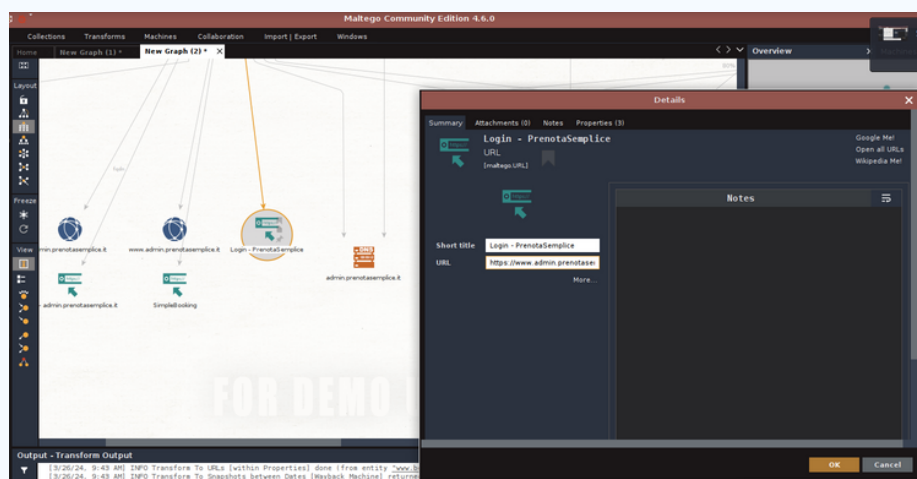 Maltego Community Edition 4.6.0
Collections Transforms Machines Collaboration Import | Export Windows
Home New Graph (1) * New Graph (2) * X
Overview
Layout
Freeze
View
Details
Summary Attachments (0) Notes Properties (3)
Login - PrenotaSemplice
URL
[maltego.URL]
Google Me!
Open all URLs
Wikipedia Me!
Notes
Short title Login - PrenotaSemplice
URL https://www.admin.prenotase
More...
min.prenotasemplice.it www.admin.prenotasemplice.it Login - PrenotaSemplice
admin.prenotasemplice.it
admin.prenotasemplice.it SimpleBooking
FOR DEMO
OK Cancel
Output - Transform Output
[3/26/24, 9:43 AM] INFO Transform To URLs [within Properties] done (from entity "www.b
[3/26/24, 9:43 AM] INFO Transform To Snapshots between Dates [Wayback Machine] returne